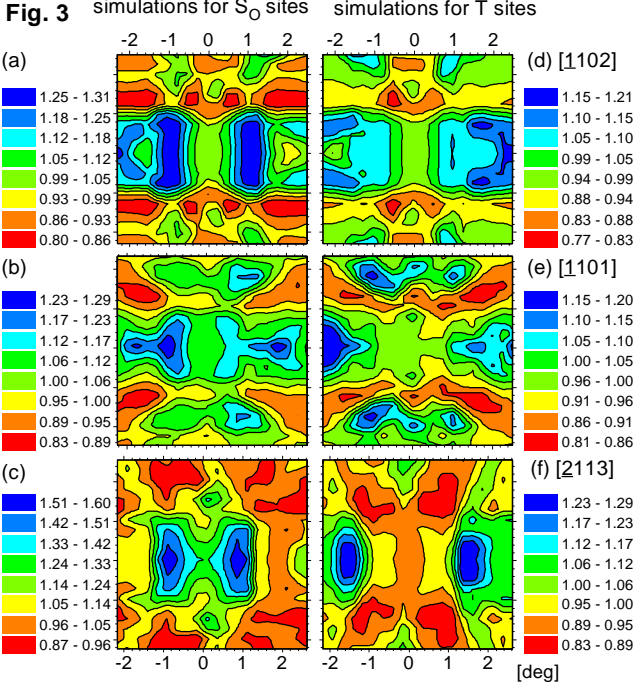 Fig. 3 simulations for S_O sites simulations for T sites
-2 -1 0 1 2 -2 -1 0 1 2
(a) (d) [1102]
1.25 - 1.31 1.15 - 1.21
1.18 - 1.25 1.10 - 1.15
1.12 - 1.18 1.05 - 1.10
1.05 - 1.12 0.99 - 1.05
0.99 - 1.05 0.94 - 0.99
0.93 - 0.99 0.88 - 0.94
0.86 - 0.93 0.83 - 0.88
0.80 - 0.86 0.77 - 0.83
(b) (e) [1101]
1.23 - 1.29 1.15 - 1.20
1.17 - 1.23 1.10 - 1.15
1.12 - 1.17 1.05 - 1.10
1.06 - 1.12 1.00 - 1.05
1.00 - 1.06 0.96 - 1.00
0.95 - 1.00 0.91 - 0.96
0.89 - 0.95 0.86 - 0.91
0.83 - 0.89 0.81 - 0.86
(c) (f) [2113]
1.51 - 1.60 1.23 - 1.29
1.42 - 1.51 1.17 - 1.23
1.33 - 1.42 1.12 - 1.17
1.24 - 1.33 1.06 - 1.12
1.14 - 1.24 1.00 - 1.06
1.05 - 1.14 0.95 - 1.00
0.96 - 1.05 0.89 - 0.95
0.87 - 0.96 0.83 - 0.89
-2 -1 0 1 2 -2 -1 0 1 2
[deg]